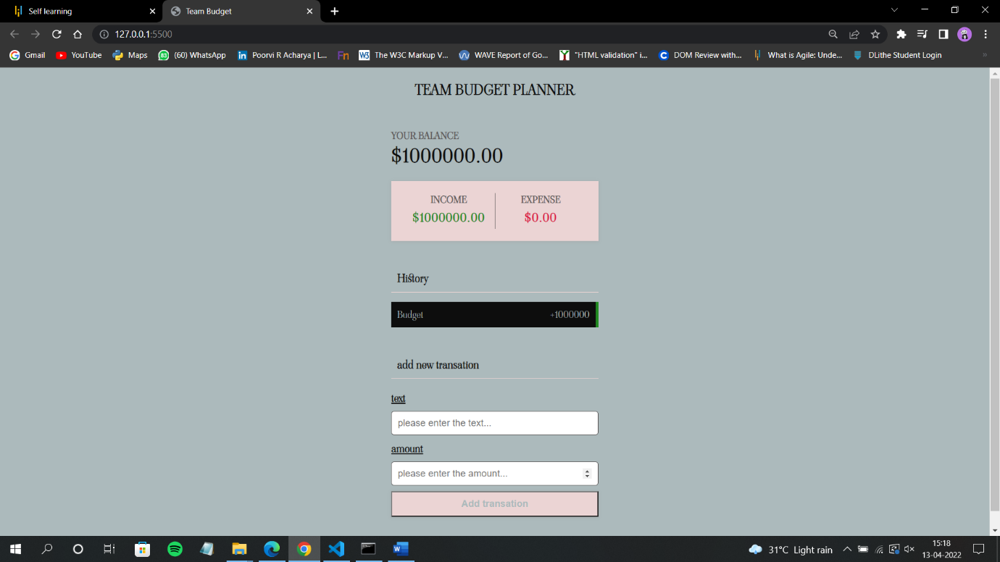 Self learning
Team Budget
127.0.0.1:5500
Gmail
YouTube
Maps
(60) WhatsApp
Poorvi R Acharya | L...
Fn
The W3C Markup V...
WAVE Report of Go...
"HTML validation" i...
DOM Review with...
What is Agile: Unde...
DLithe Student Login
TEAM BUDGET PLANNER
YOUR BALANCE
$1000000.00
INCOME
EXPENSE
$1000000.00
$0.00
History
Budget
+1000000
add new transation
text
please enter the text...
amount
please enter the amount...
Add transation
31°C Light rain
15:18
13-04-2022